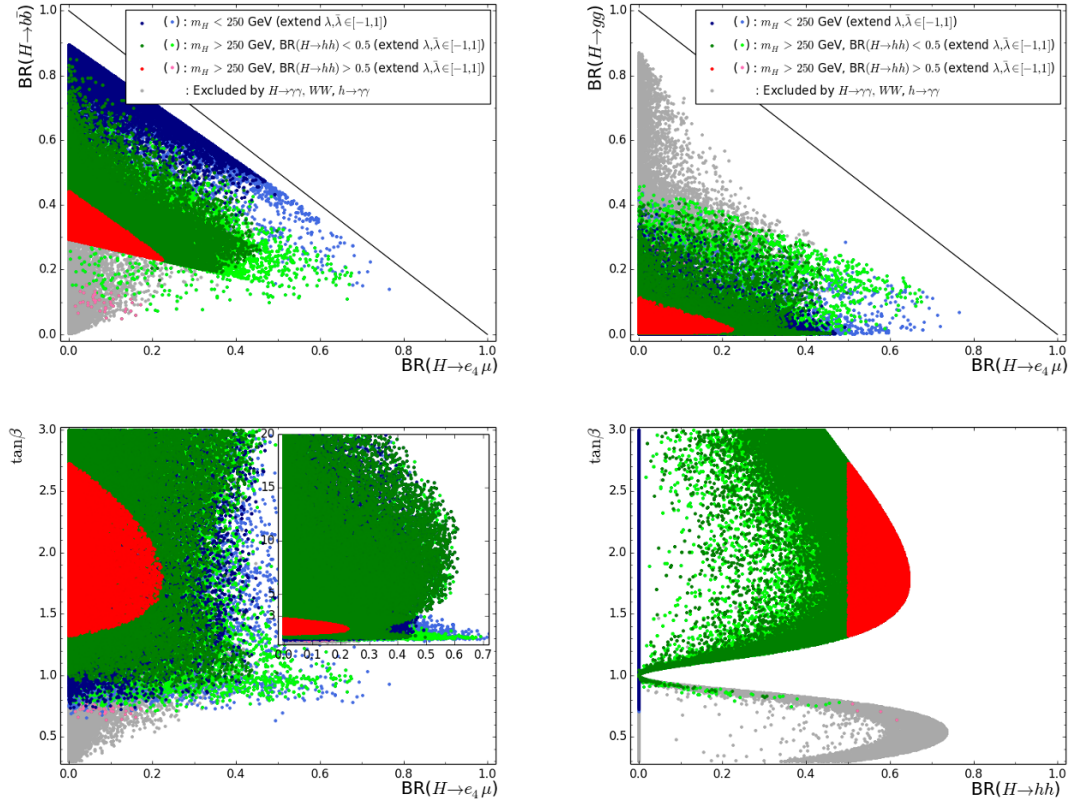 BR(H→bb̄)
1.0
0.8
0.6
0.4
0.2
0.0
(•) : m_H < 250 GeV (extend λ,λ̄∈[-1,1])
(•) : m_H > 250 GeV, BR(H→hh) < 0.5 (extend λ,λ̄∈[-1,1])
(•) : m_H > 250 GeV, BR(H→hh) > 0.5 (extend λ,λ̄∈[-1,1])
: Excluded by H→γγ, WW, h→γγ
0.0 0.2 0.4 0.6 0.8 1.0
BR(H→e₄μ)
BR(H→gg)
1.0
0.8
0.6
0.4
0.2
0.0
(•) : m_H < 250 GeV (extend λ,λ̄∈[-1,1])
(•) : m_H > 250 GeV, BR(H→hh) < 0.5 (extend λ,λ̄∈[-1,1])
(•) : m_H > 250 GeV, BR(H→hh) > 0.5 (extend λ,λ̄∈[-1,1])
: Excluded by H→γγ, WW, h→γγ
0.0 0.2 0.4 0.6 0.8 1.0
BR(H→e₄μ)
tanβ
3.0
2.5
2.0
1.5
1.0
0.5
20
15
10
3
1
0.0 0.1 0.2 0.3 0.4 0.5 0.6 0.7
0.0 0.2 0.4 0.6 0.8 1.0
BR(H→e₄μ)
tanβ
3.0
2.5
2.0
1.5
1.0
0.5
0.0 0.2 0.4 0.6 0.8 1.0
BR(H→hh)